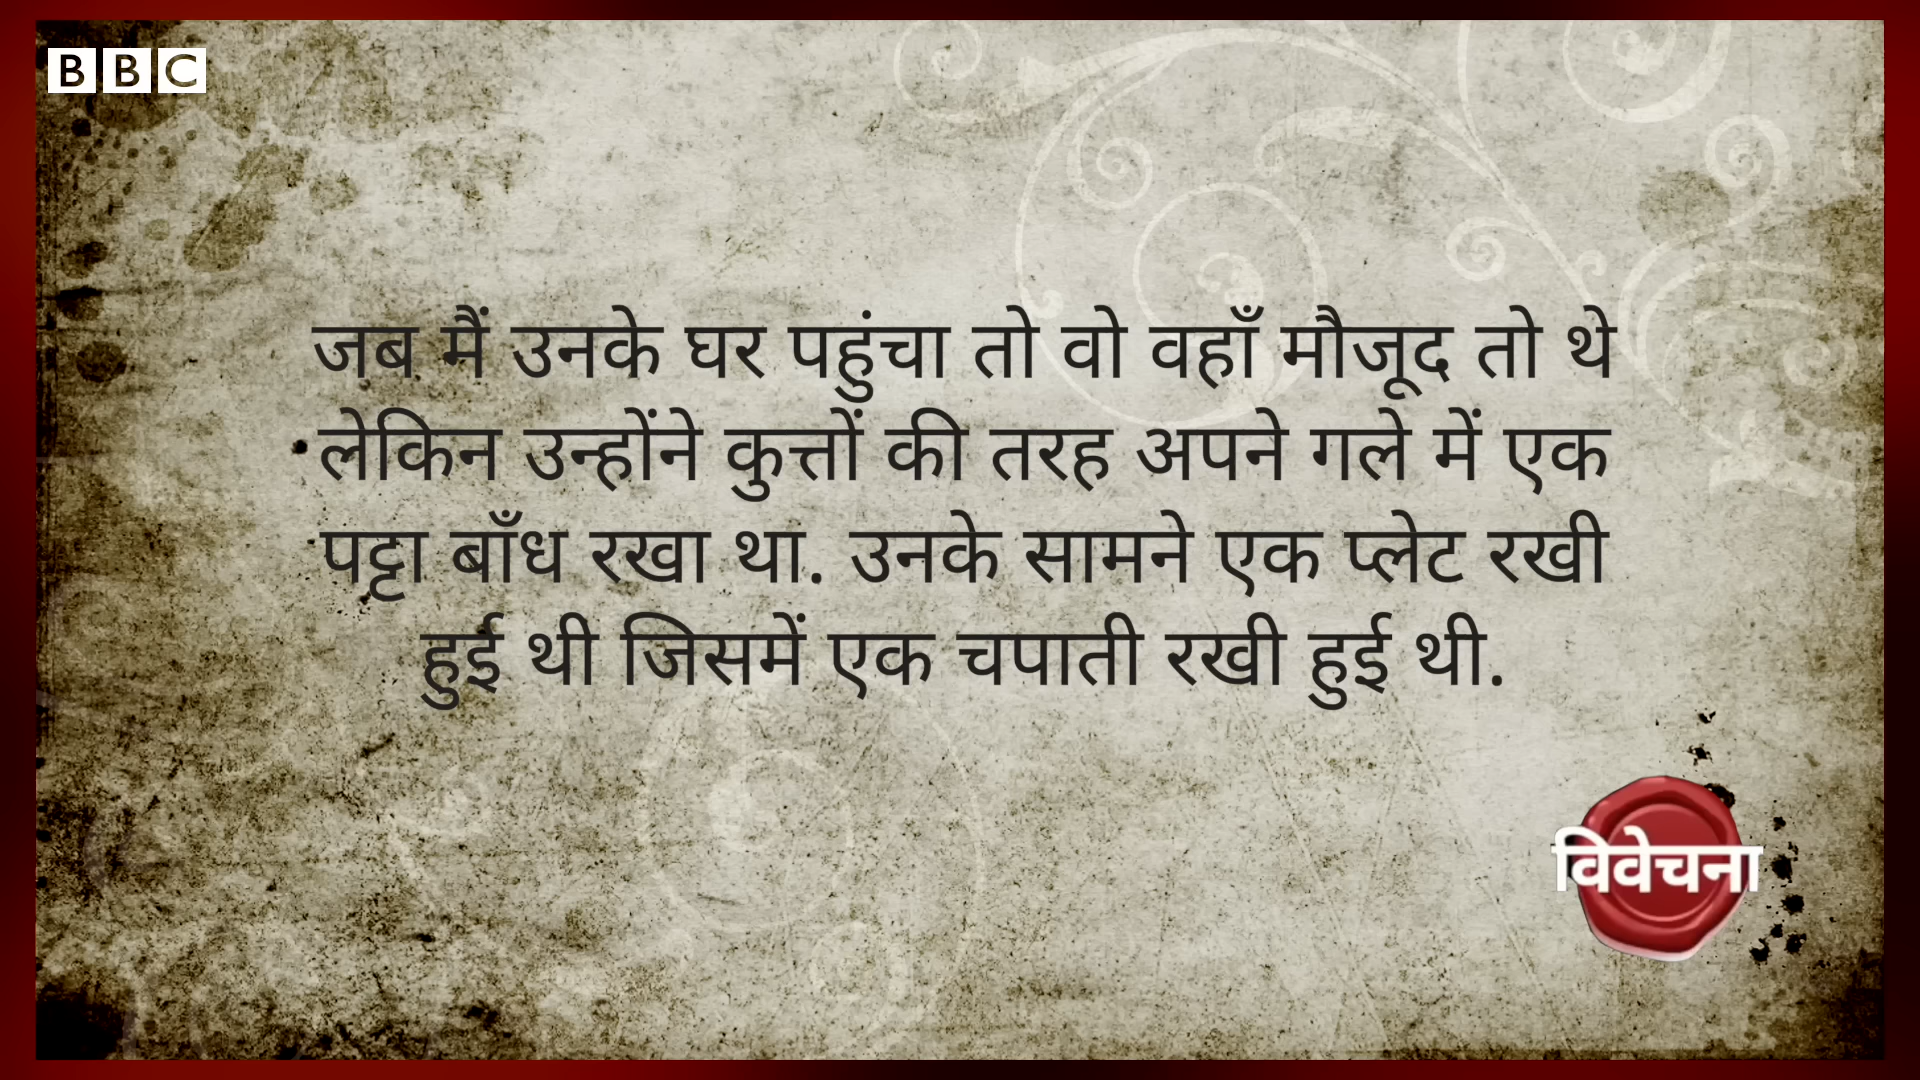 BBC
जब मैं उनके घर पहुंचा तो वो वहाँ मौजूद तो थे
लेकिन उन्होंने कुत्तों की तरह अपने गले में एक
पट्टा बाँध रखा था. उनके सामने एक प्लेट रखी
हुई थी जिसमें एक चपाती रखी हुई थी.
विवेचना